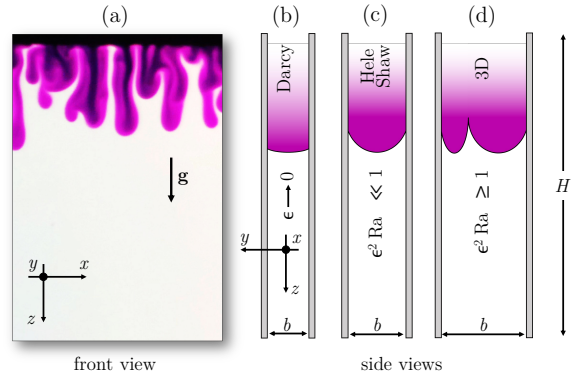 (a)
(b)
(c)
(d)
Darcy
Hele
Shaw
3D
g
ϵ → 0
ϵ² Ra ≪ 1
ϵ² Ra ≥ 1
H
y
x
z
y
x
z
b
b
b
front view
side views